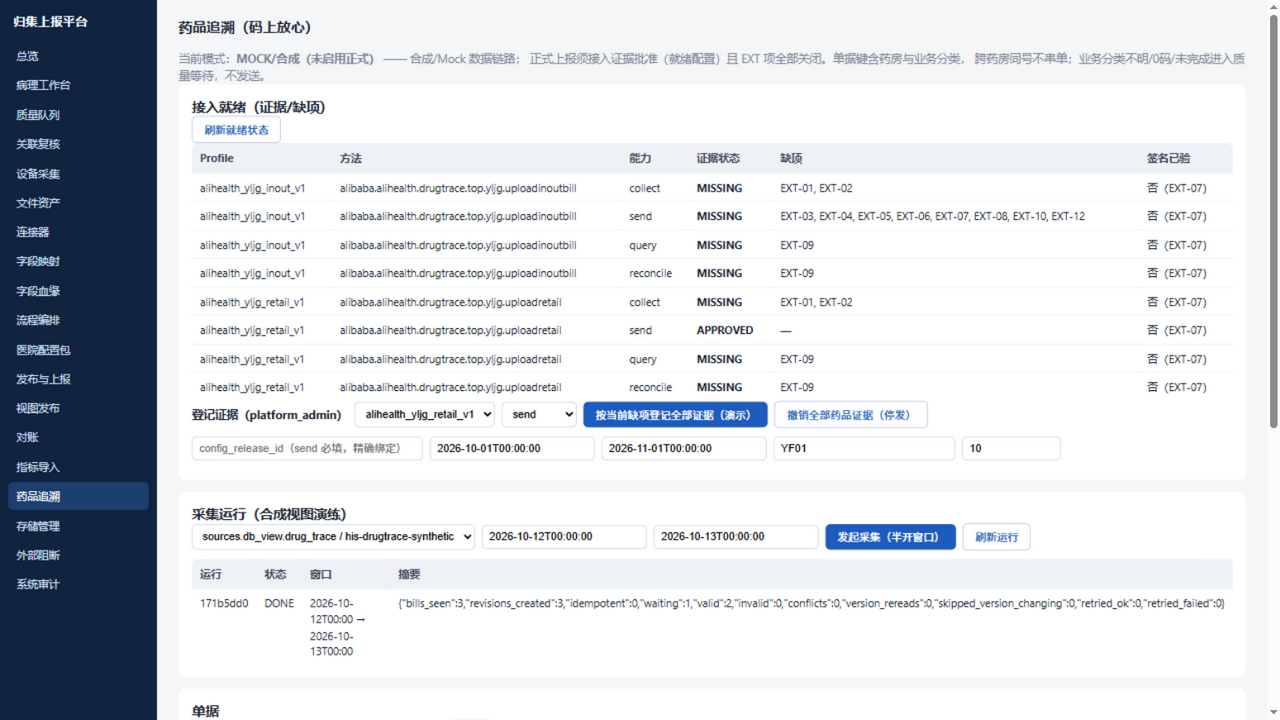 归集上报平台
总览
病理工作台
质量队列
关联复核
设备采集
文件资产
连接器
字段映射
字段血缘
流程编排
医院配置包
发布与上报
视图发布
对账
指标导入
药品追溯
存储管理
外部阻断
系统审计
药品追溯（码上放心）
当前模式：MOCK/合成（未启用正式） —— 合成/Mock 数据链路； 正式上报须接入证据批准（就绪配置）且 EXT 项全部关闭。单据键含药房与业务分类， 跨药房同号不串单；业务分类不明/0码/未完成进入质
量等待，不发送。
接入就绪（证据/缺项）
刷新就绪状态
Profile 方法 能力 证据状态 缺项 签名已验
alihealth_yljg_inout_v1 alibaba.alihealth.drugtrace.top.yljg.uploadinoutbill collect MISSING EXT-01, EXT-02 否（EXT-07）
alihealth_yljg_inout_v1 alibaba.alihealth.drugtrace.top.yljg.uploadinoutbill send MISSING EXT-03, EXT-04, EXT-05, EXT-06, EXT-07, EXT-08, EXT-10, EXT-12 否（EXT-07）
alihealth_yljg_inout_v1 alibaba.alihealth.drugtrace.top.yljg.uploadinoutbill query MISSING EXT-09 否（EXT-07）
alihealth_yljg_inout_v1 alibaba.alihealth.drugtrace.top.yljg.uploadinoutbill reconcile MISSING EXT-09 否（EXT-07）
alihealth_yljg_retail_v1 alibaba.alihealth.drugtrace.top.yljg.uploadretail collect MISSING EXT-01, EXT-02 否（EXT-07）
alihealth_yljg_retail_v1 alibaba.alihealth.drugtrace.top.yljg.uploadretail send APPROVED — 否（EXT-07）
alihealth_yljg_retail_v1 alibaba.alihealth.drugtrace.top.yljg.uploadretail query MISSING EXT-09 否（EXT-07）
alihealth_yljg_retail_v1 alibaba.alihealth.drugtrace.top.yljg.uploadretail reconcile MISSING EXT-09 否（EXT-07）
登记证据（platform_admin） alihealth_yljg_retail_v1 send 按当前缺项登记全部证据（演示） 撤销全部药品证据（停发）
config_release_id（send 必填，精确绑定） 2026-10-01T00:00:00 2026-11-01T00:00:00 YF01 10
采集运行（合成视图演练）
sources.db_view.drug_trace / his-drugtrace-synthetic 2026-10-12T00:00:00 2026-10-13T00:00:00 发起采集（半开窗口） 刷新运行
运行 状态 窗口 摘要
171b5dd0 DONE 2026-10- {"bills_seen":3,"revisions_created":3,"idempotent":0,"waiting":1,"valid":2,"invalid":0,"conflicts":0,"version_rereads":0,"skipped_version_changing":0,"retried_ok":0,"retried_failed":0}
12T00:00 →
2026-10-
13T00:00
单据